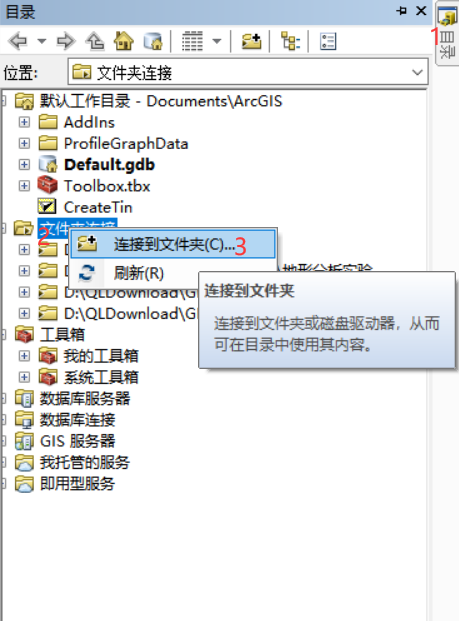 目录
1
目录
位置:
文件夹连接
默认工作目录 - Documents\ArcGIS
AddIns
ProfileGraphData
Default.gdb
Toolbox.tbx
CreateTin
文件夹连接
2
连接到文件夹(C)...3
刷新(R)
地形分析实验
D:\QLDownload\GI
D:\QLDownload\GI
连接到文件夹
连接到文件夹或磁盘驱动器，从而
可在目录中使用其内容。
工具箱
我的工具箱
系统工具箱
数据库服务器
数据库连接
GIS 服务器
我托管的服务
即用型服务